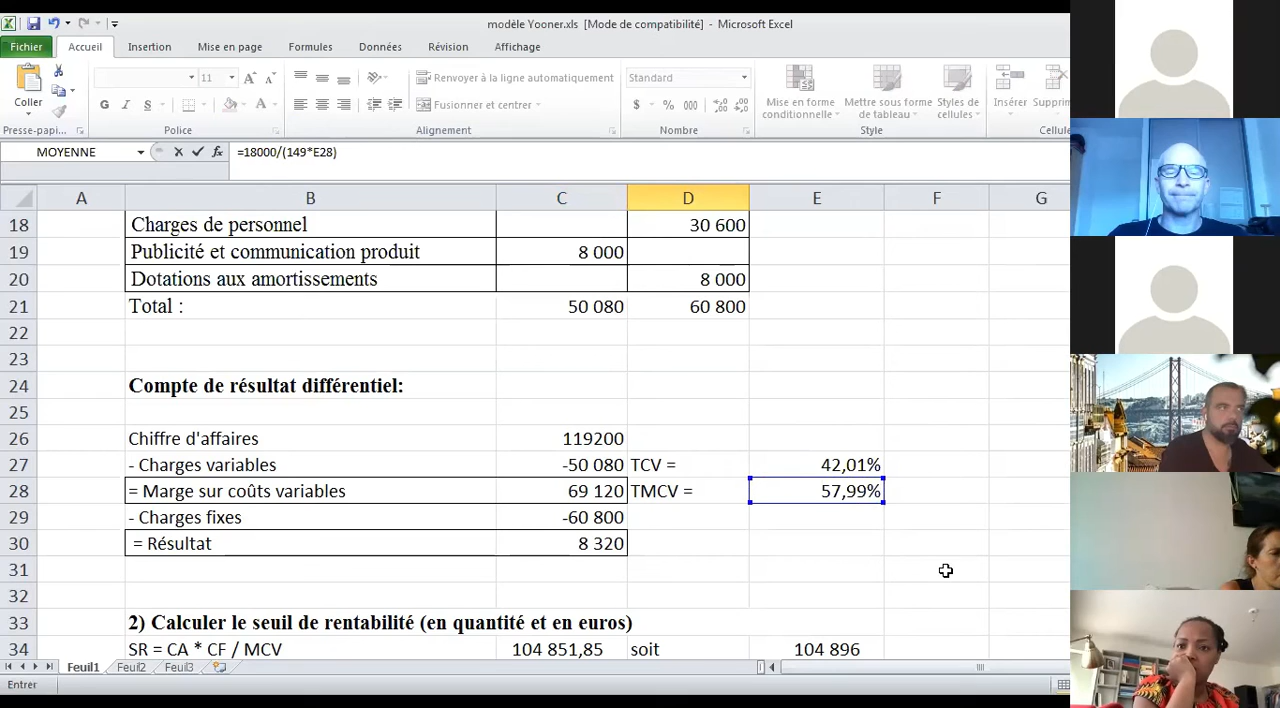 modèle Yooner.xls [Mode de compatibilité] - Microsoft Excel
Fichier Accueil Insertion Mise en page Formules Données Révision Affichage
11 A A Renvoyer à la ligne automatiquement Standard
Coller G I S A Fusionner et centrer $ % 000 Mise en forme conditionnelle Mettre sous forme de tableau Styles de cellules Insérer Supprim
Presse-papi... Police Alignement Nombre Style Cellule
MOYENNE fx =18000/(149*E28)
A B C D E F G
18 Charges de personnel 30 600
19 Publicité et communication produit 8 000
20 Dotations aux amortissements 8 000
21 Total : 50 080 60 800
22
23
24 Compte de résultat différentiel:
25
26 Chiffre d'affaires 119200
27 - Charges variables -50 080 TCV = 42,01%
28 = Marge sur coûts variables 69 120 TMCV = 57,99%
29 - Charges fixes -60 800
30 = Résultat 8 320
31
32
33 2) Calculer le seuil de rentabilité (en quantité et en euros)
34 SR = CA * CF / MCV 104 851,85 soit 104 896
Feuil1 Feuil2 Feuil3
Entrer